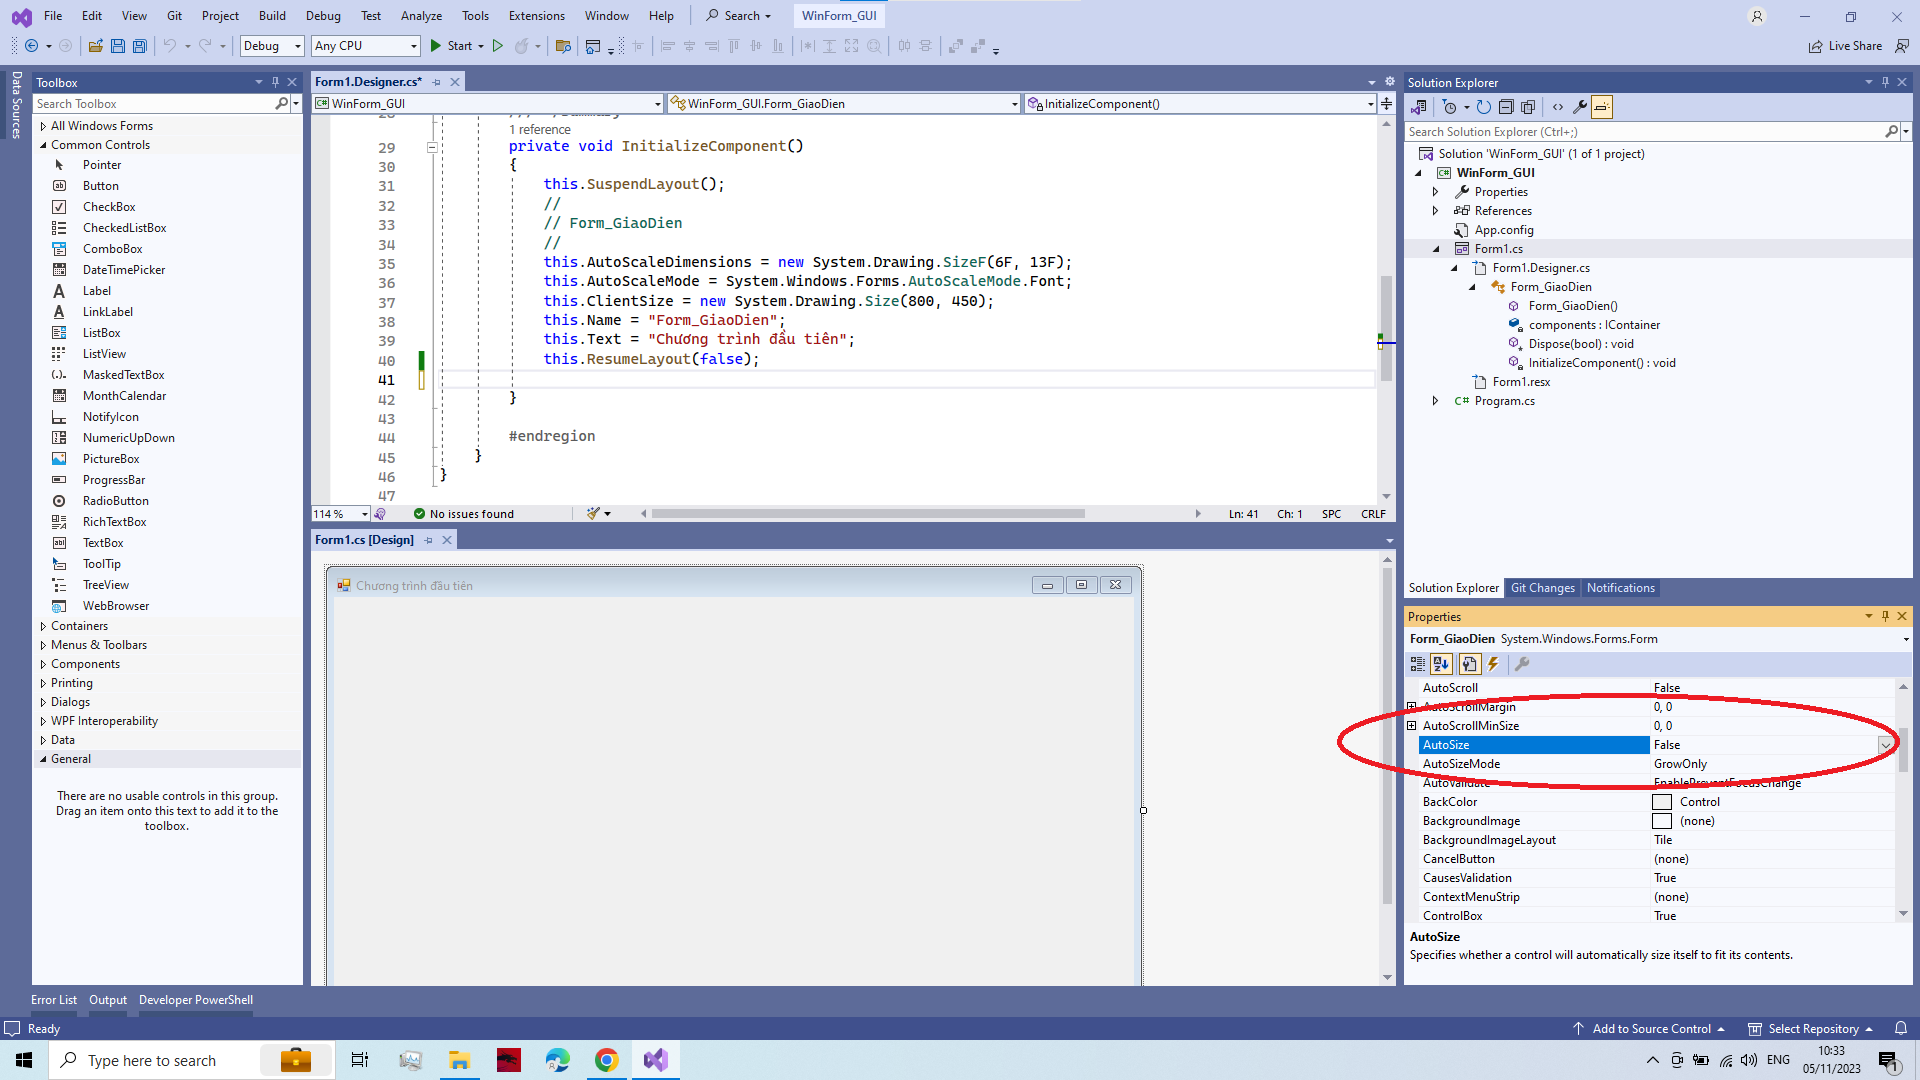 File Edit View Git Project Build Debug Test Analyze Tools Extensions Window Help Search WinForm_GUI
Debug Any CPU Start Live Share
Data Sources
Toolbox
Search Toolbox
All Windows Forms
Common Controls
Pointer
Button
CheckBox
CheckedListBox
ComboBox
DateTimePicker
Label
LinkLabel
ListBox
ListView
MaskedTextBox
MonthCalendar
NotifyIcon
NumericUpDown
PictureBox
ProgressBar
RadioButton
RichTextBox
TextBox
ToolTip
TreeView
WebBrowser
Containers
Menus & Toolbars
Components
Printing
Dialogs
WPF Interoperability
Data
General
There are no usable controls in this group.
Drag an item onto this text to add it to the
toolbox.
Form1.Designer.cs*
WinForm_GUI WinForm_GUI.Form_GiaoDien InitializeComponent()
1 reference
29 private void InitializeComponent()
30 {
31 this.SuspendLayout();
32 //
33 // Form_GiaoDien
34 //
35 this.AutoScaleDimensions = new System.Drawing.SizeF(6F, 13F);
36 this.AutoScaleMode = System.Windows.Forms.AutoScaleMode.Font;
37 this.ClientSize = new System.Drawing.Size(800, 450);
38 this.Name = "Form_GiaoDien";
39 this.Text = "Chương trình đầu tiên";
40 this.ResumeLayout(false);
41
42 }
43
44 #endregion
45 }
46 }
47
114 % No issues found Ln: 41 Ch: 1 SPC CRLF
Form1.cs [Design]
Chương trình đầu tiên
Solution Explorer
Search Solution Explorer (Ctrl+;)
Solution 'WinForm_GUI' (1 of 1 project)
WinForm_GUI
Properties
References
App.config
Form1.cs
Form1.Designer.cs
Form_GiaoDien
Form_GiaoDien()
components : IContainer
Dispose(bool) : void
InitializeComponent() : void
Form1.resx
Program.cs
Solution Explorer Git Changes Notifications
Properties
Form_GiaoDien System.Windows.Forms.Form
AutoScroll False
AutoScrollMargin 0, 0
AutoScrollMinSize 0, 0
AutoSize False
AutoSizeMode GrowOnly
AutoValidate EnablePreventFocusChange
BackColor Control
BackgroundImage (none)
BackgroundImageLayout Tile
CancelButton (none)
CausesValidation True
ContextMenuStrip (none)
ControlBox True
AutoSize
Specifies whether a control will automatically size itself to fit its contents.
Error List Output Developer PowerShell
Ready Add to Source Control Select Repository
Type here to search
ENG
10:33
05/11/2023
1